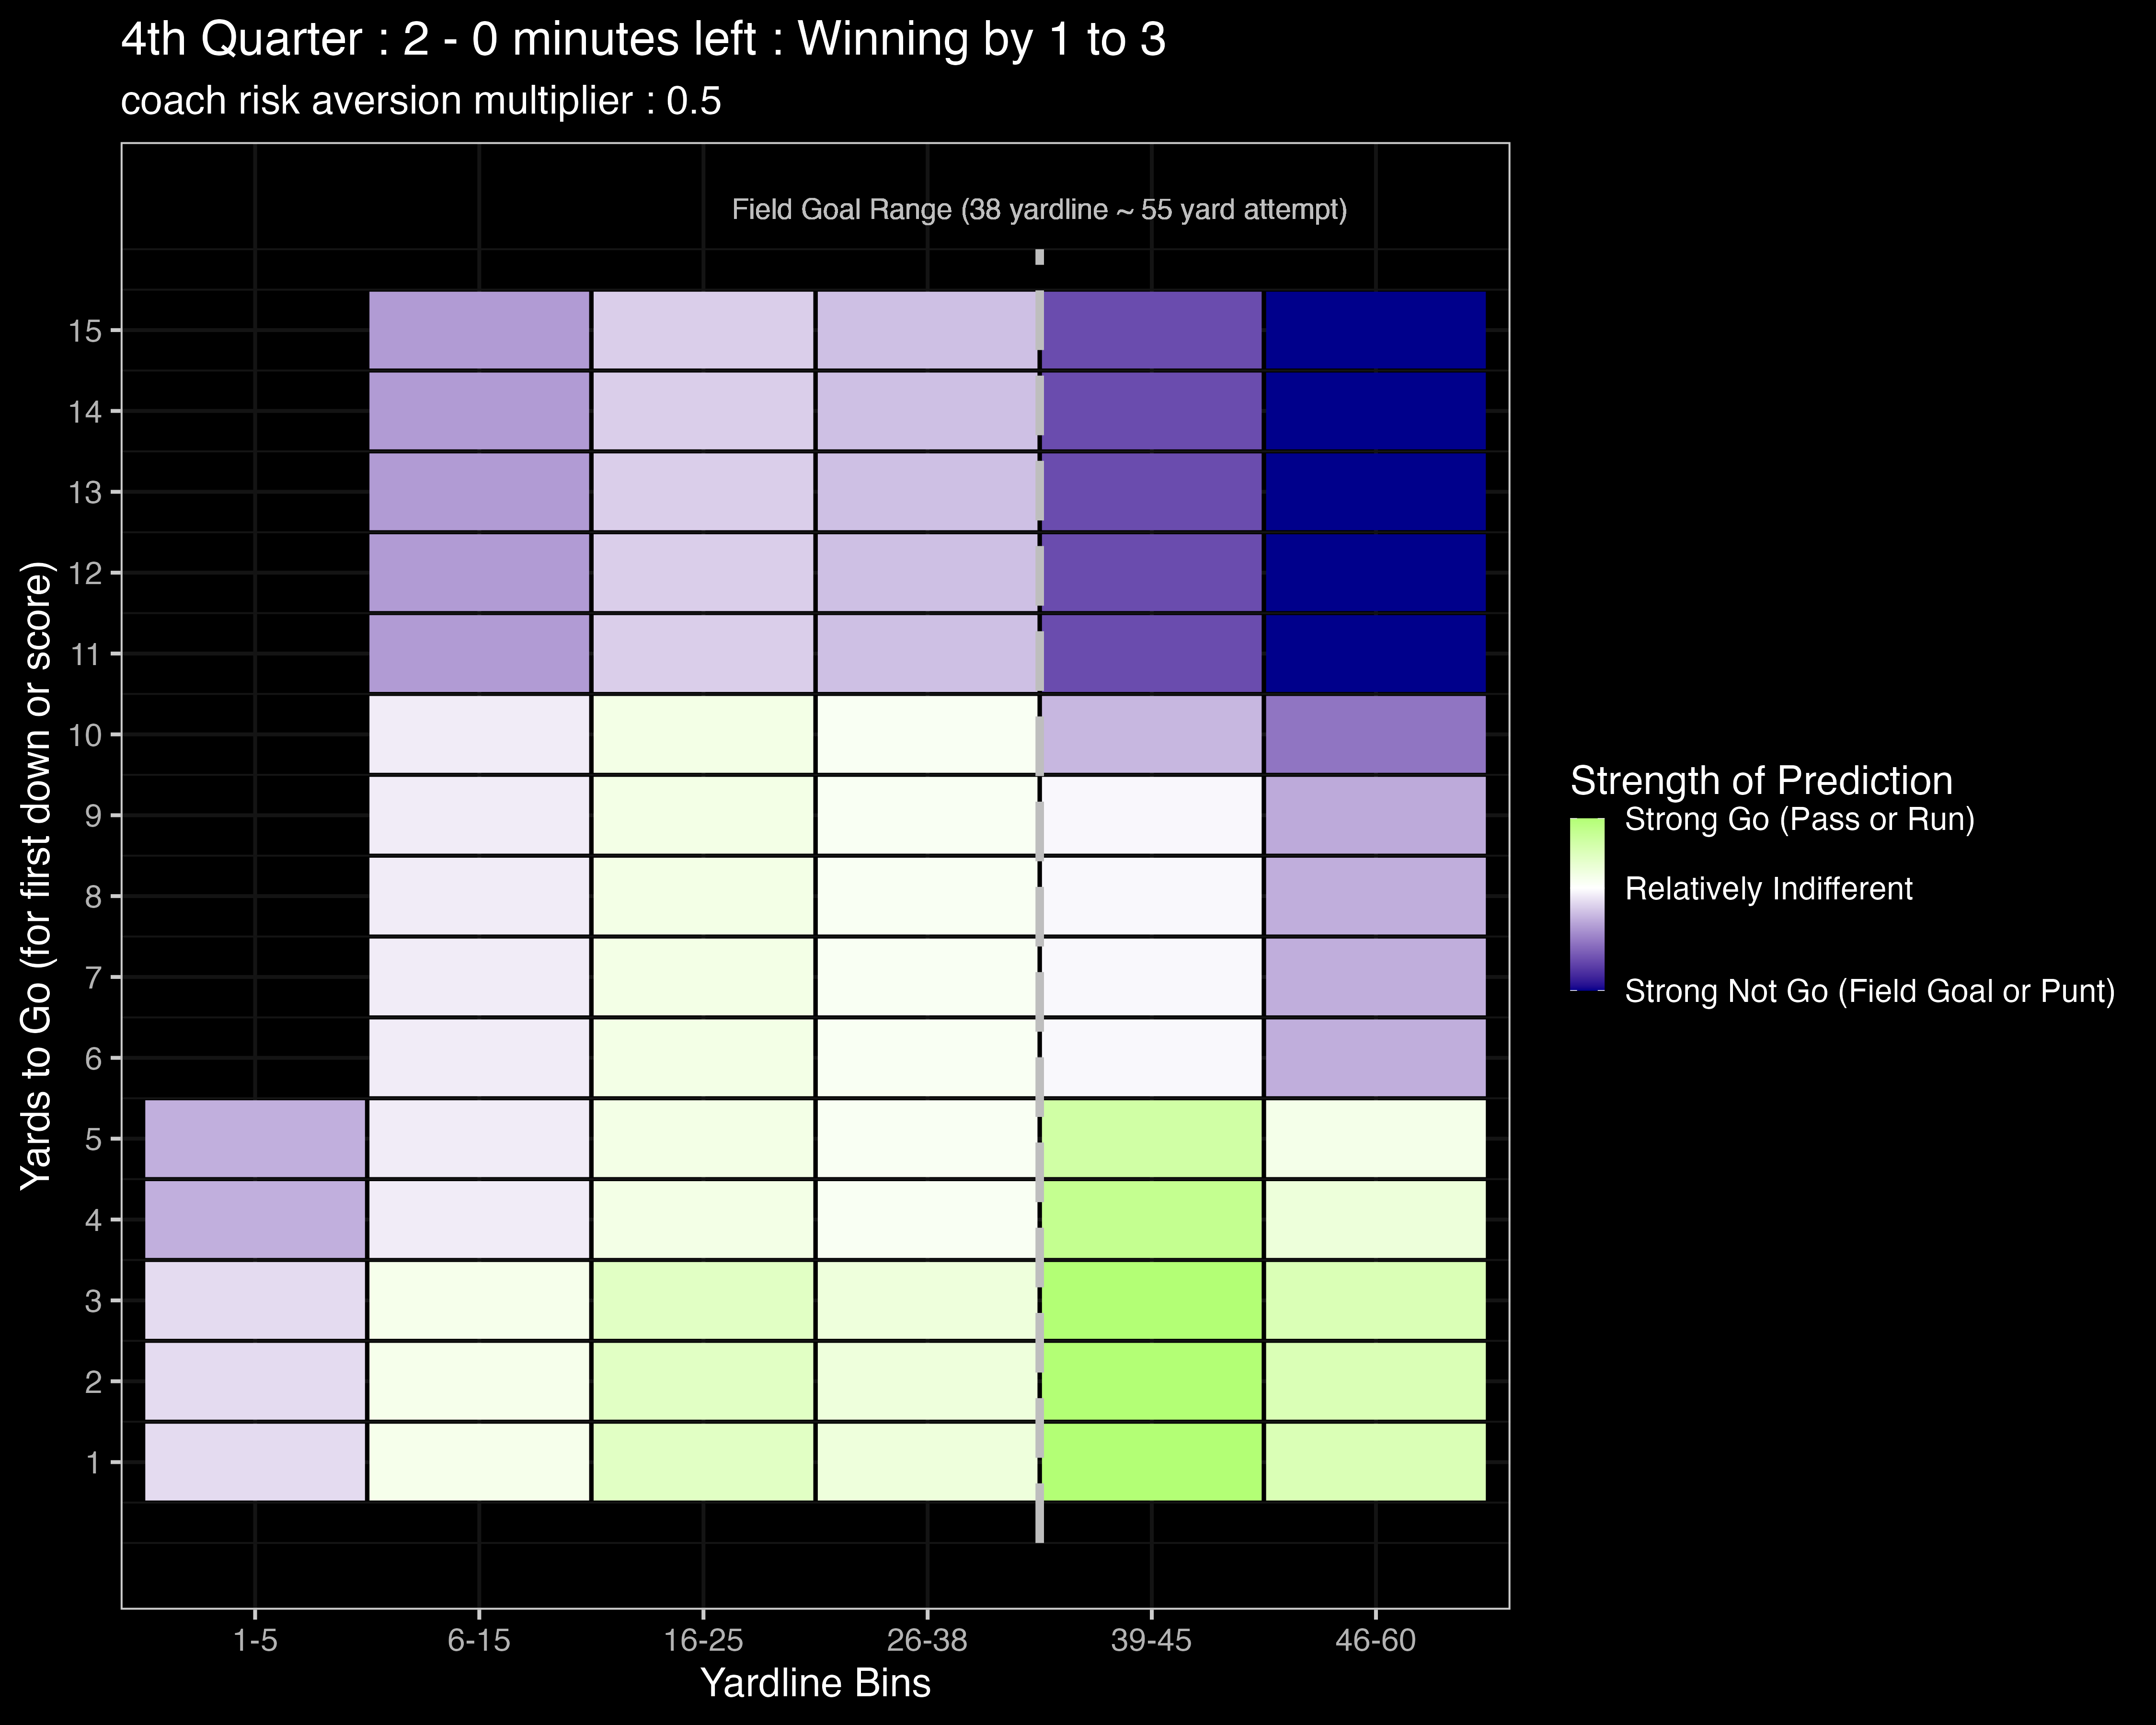 4th Quarter : 2 - 0 minutes left : Winning by 1 to 3
coach risk aversion multiplier : 0.5
Field Goal Range (38 yardline ~ 55 yard attempt)
Yards to Go (for first down or score)
15
14
13
12
11
10
9
8
7
6
5
4
3
2
1
1-5
6-15
16-25
26-38
39-45
46-60
Yardline Bins
Strength of Prediction
Strong Go (Pass or Run)
Relatively Indifferent
Strong Not Go (Field Goal or Punt)